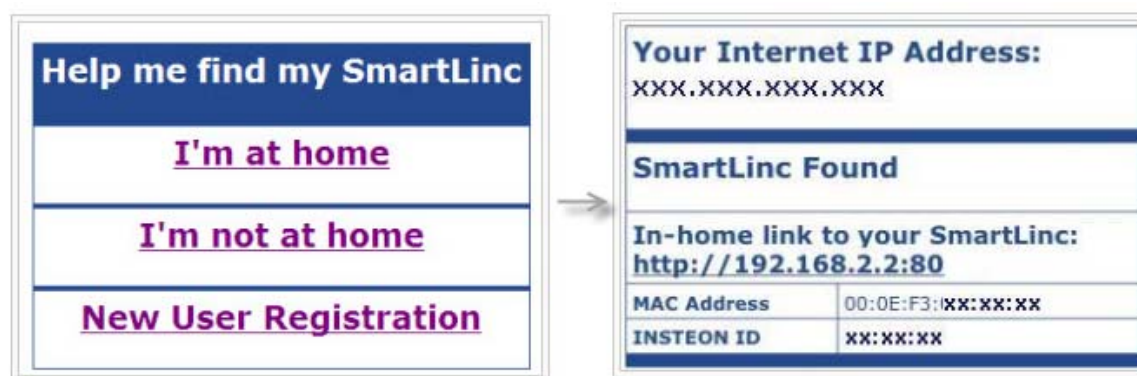 Help me find my SmartLinc
I'm at home
I'm not at home
New User Registration
Your Internet IP Address:
xxx.xxx.xxx.xxx
SmartLinc Found
In-home link to your SmartLinc:
http://192.168.2.2:80
MAC Address 00:0E:F3:xx:xx:xx
INSTEON ID xx:xx:xx